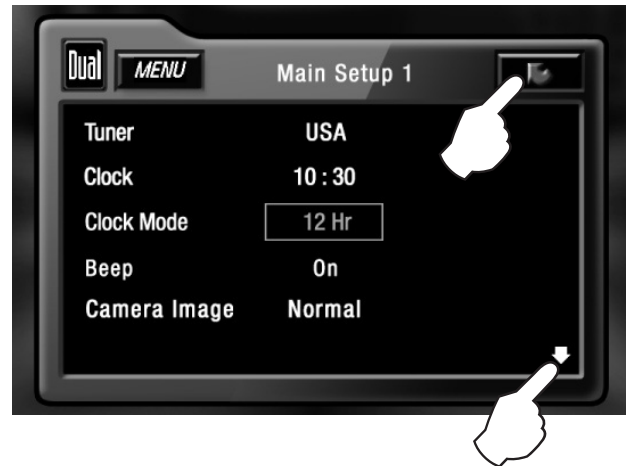 Dual MENU Main Setup 1
Tuner USA
Clock 10 : 30
Clock Mode 12 Hr
Beep On
Camera Image Normal